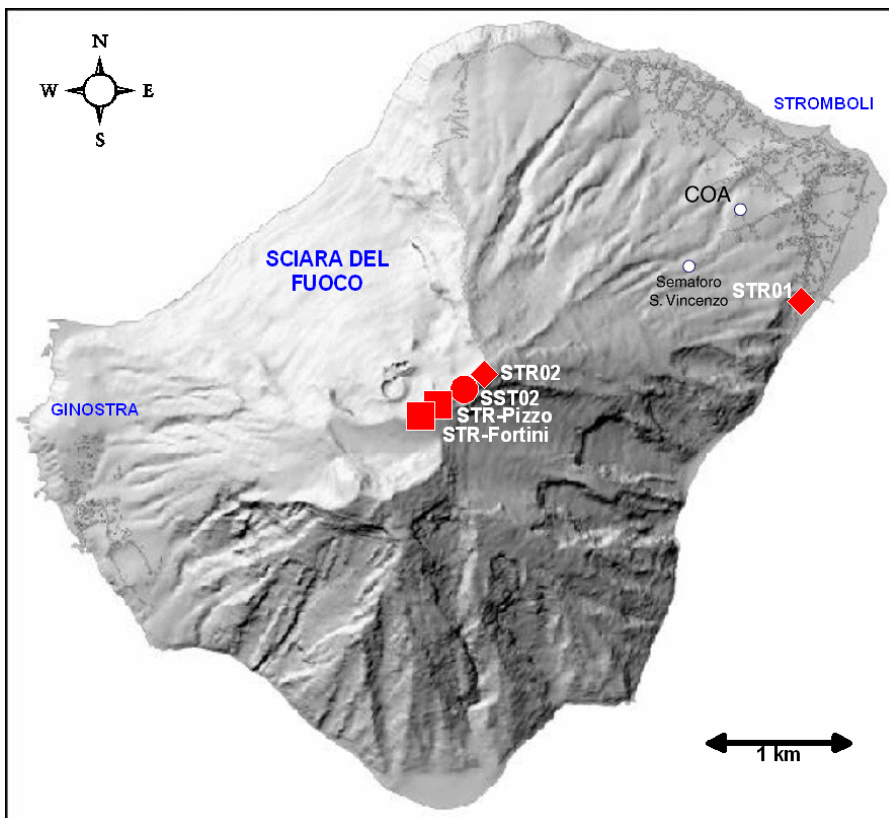 N
W E
S
STROMBOLI
COA
SCIARA DEL
FUOCO
Semaforo
S. Vincenzo
STR01
STR02
SST02
GINOSTRA
STR-Pizzo
STR-Fortini
1 km